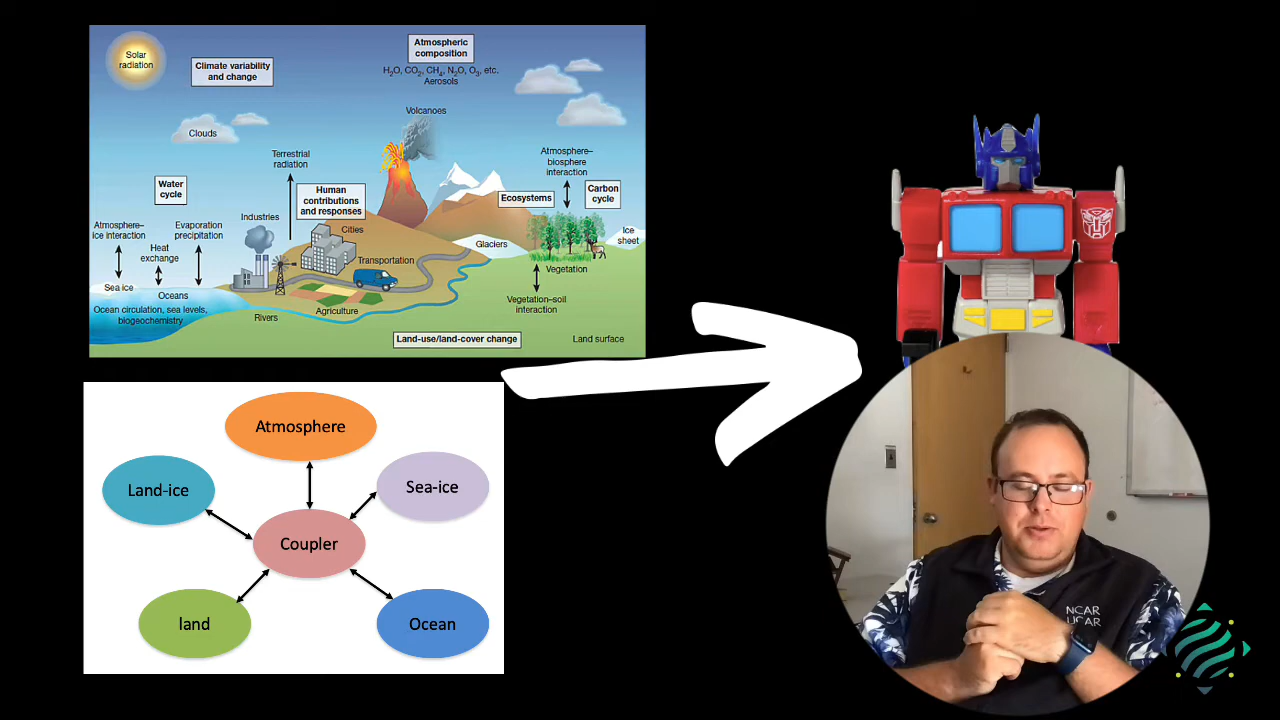 Solar
radiation
Climate variability
and change
Atmospheric
composition
H₂O, CO₂, CH₄, N₂O, O₃, etc.
Aerosols
Volcanoes
Clouds
Terrestrial
radiation
Atmosphere–
biosphere
interaction
Water
cycle
Human
contributions
and responses
Ecosystems
Carbon
cycle
Atmosphere–
ice interaction
Evaporation
precipitation
Heat
exchange
Industries
Cities
Transportation
Glaciers
Ice
sheet
Vegetation
Sea ice
Oceans
Ocean circulation, sea levels,
biogeochemistry
Rivers
Agriculture
Vegetation–soil
interaction
Land-use/land-cover change
Land surface
Atmosphere
Land-ice
Sea-ice
Coupler
land
Ocean
NCAR
UCAR